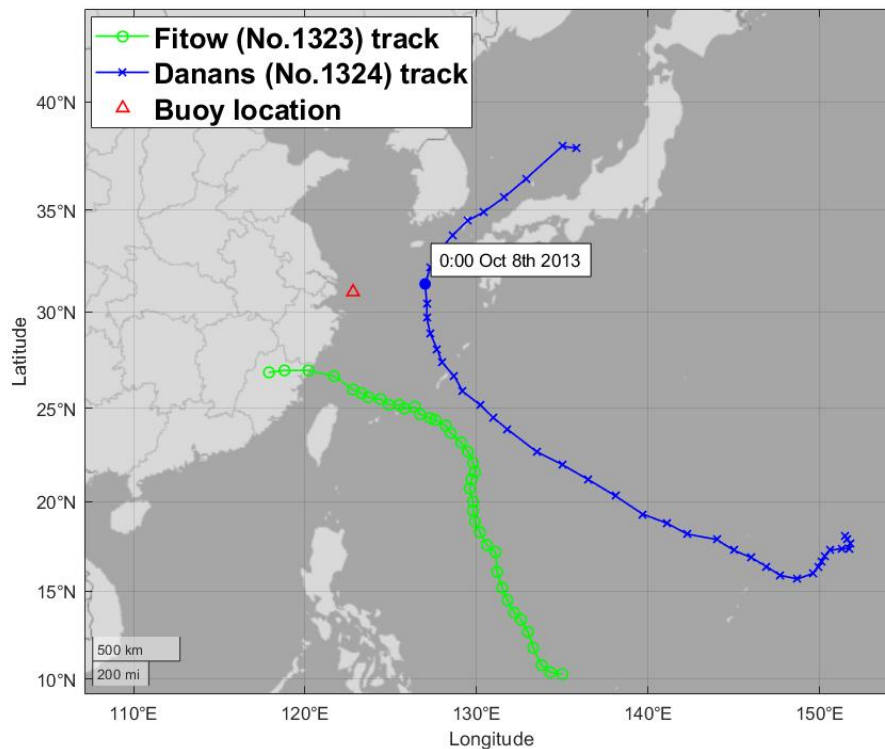 Fitow (No.1323) track
Danans (No.1324) track
Buoy location
40°N
35°N
0:00 Oct 8th 2013
30°N
Latitude
25°N
20°N
15°N
500 km
200 mi
10°N
110°E 120°E 130°E 140°E 150°E
Longitude